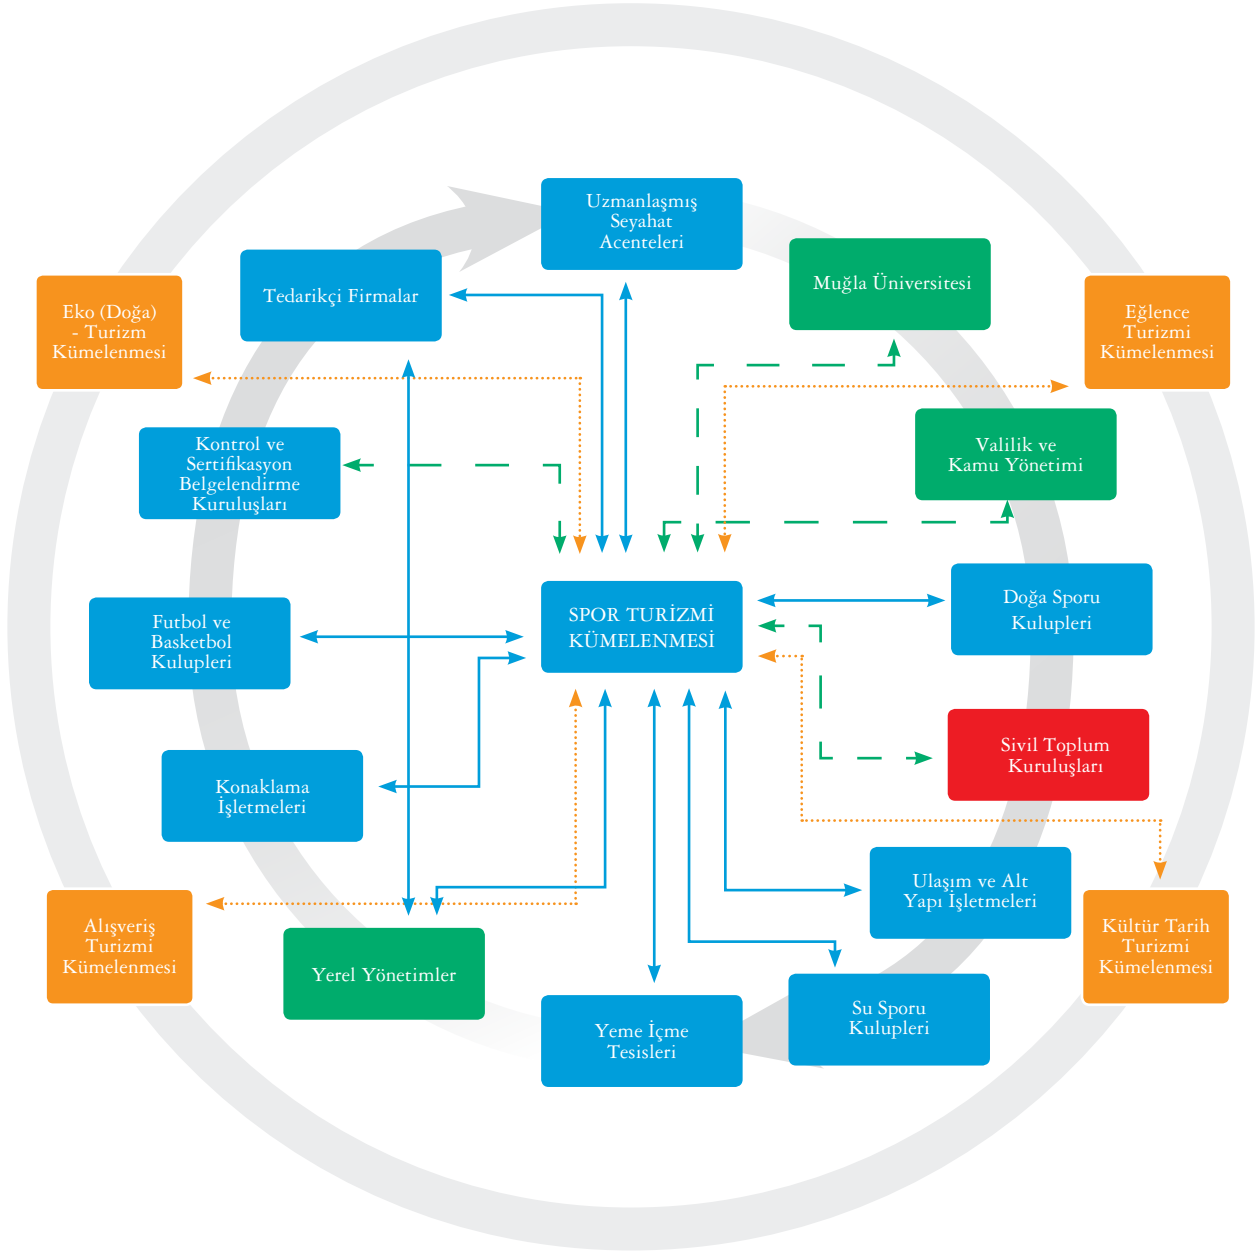 Uzmanlaşmış
Seyahat
Acenteleri
Muğla Üniversitesi
Tedarikçi Firmalar
Eko (Doğa)
- Turizm
Kümelenmesi
Eğlence
Turizmi
Kümelenmesi
Kontrol ve
Sertifikasyon
Belgelendirme
Kuruluşları
Valilik ve
Kamu Yönetimi
SPOR TURİZMİ
KÜMELENMESİ
Doğa Sporu
Kulupleri
Futbol ve
Basketbol
Kulupleri
Sivil Toplum
Kuruluşları
Konaklama
İşletmeleri
Ulaşım ve Alt
Yapı İşletmeleri
Alışveriş
Turizmi
Kümelenmesi
Kültür Tarih
Turizmi
Kümelenmesi
Yerel Yönetimler
Su Sporu
Kulupleri
Yeme İçme
Tesisleri